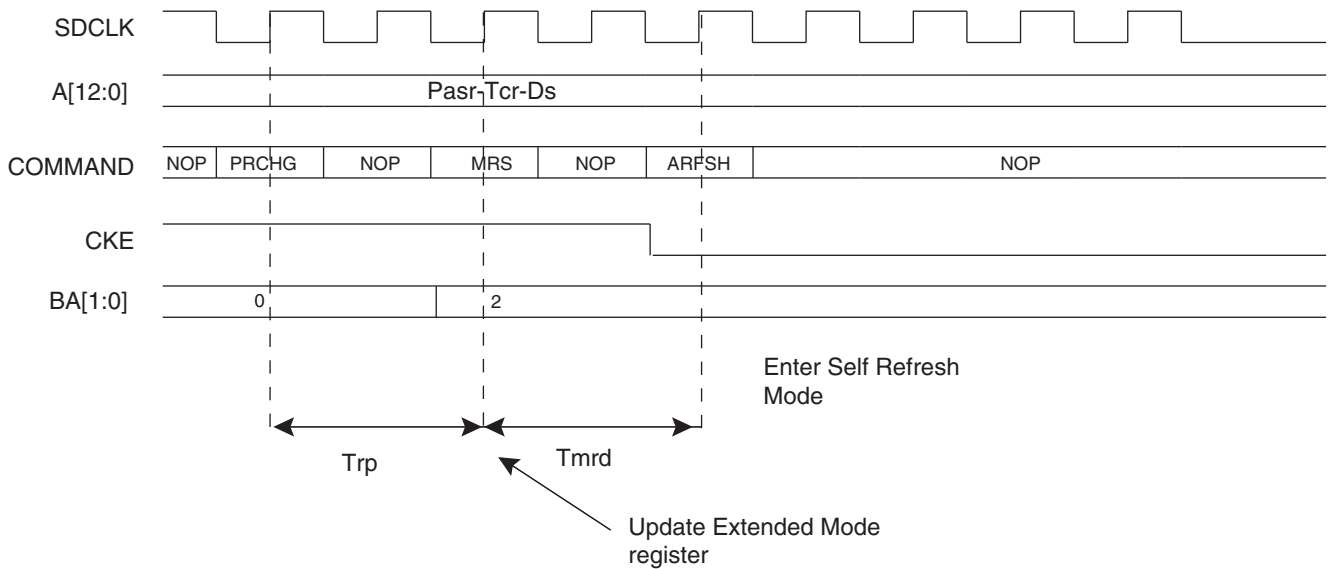 SDCLK
A[12:0]
Pasr-Tcr-Ds
COMMAND
NOP PRCHG NOP MRS NOP ARFSH NOP
CKE
BA[1:0]
0 2
Enter Self Refresh
Mode
Trp
Tmrd
Update Extended Mode
register